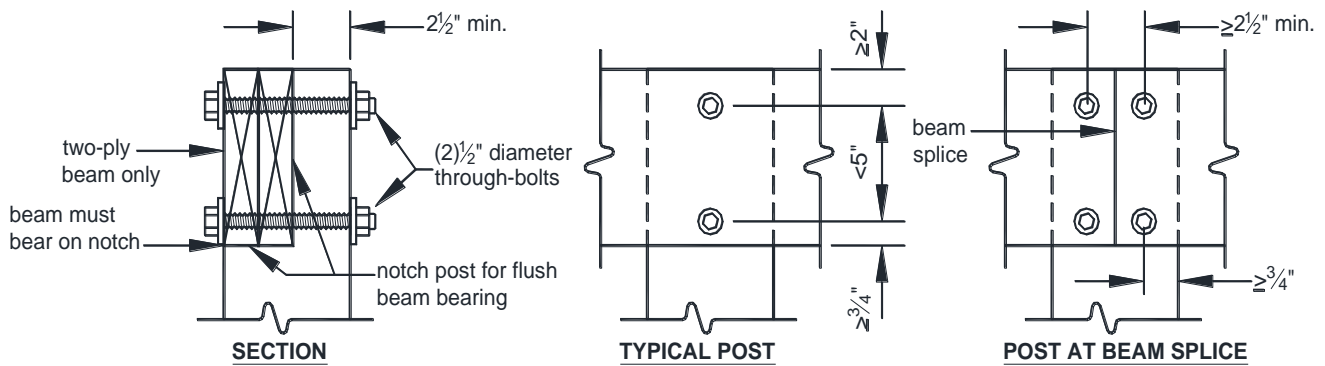 2½" min.
two-ply
beam only
beam must
bear on notch
(2)½" diameter
through-bolts
notch post for flush
beam bearing
SECTION
≥2"
<5"
≥¾"
TYPICAL POST
≥2½" min.
beam
splice
≥¾"
POST AT BEAM SPLICE